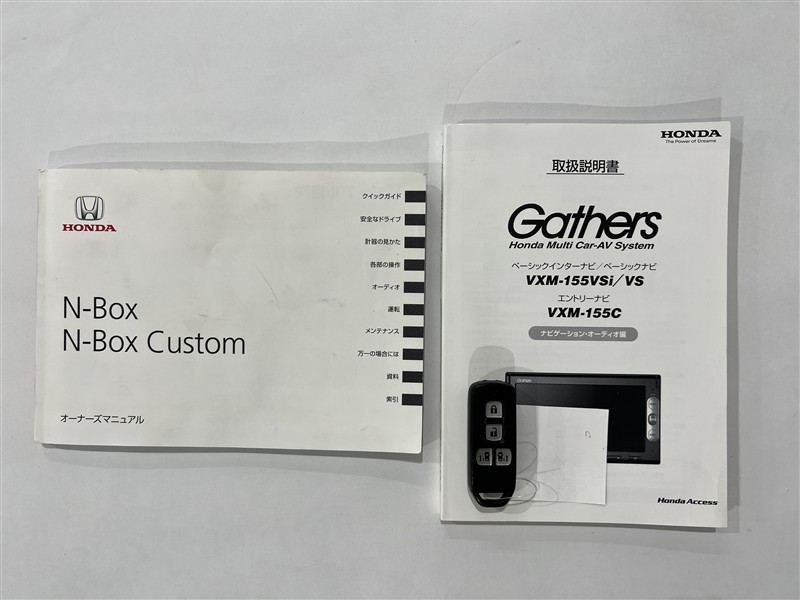 HONDA
N-Box
N-Box Custom
オーナーズマニュアル
クイックガイド
安全なドライブ
計器の見かた
各部の操作
オーディオ
運転
メンテナンス
万一の場合には
資料
索引
HONDA
The Power of Dreams
取扱説明書
Gathers
Honda Multi Car-AV System
ベーシックインターナビ/ベーシックナビ
VXM-155VSi/VS
エントリーナビ
VXM-155C
ナビゲーション・オーディオ編
Gathers
Honda Access